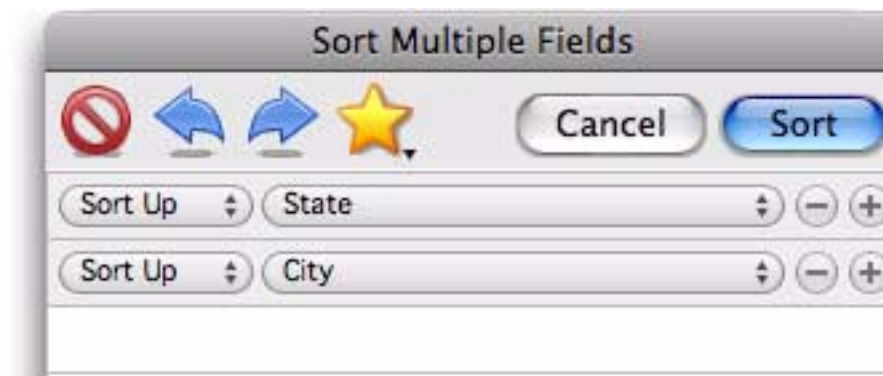 Sort Multiple Fields
Cancel Sort
Sort Up State
Sort Up City